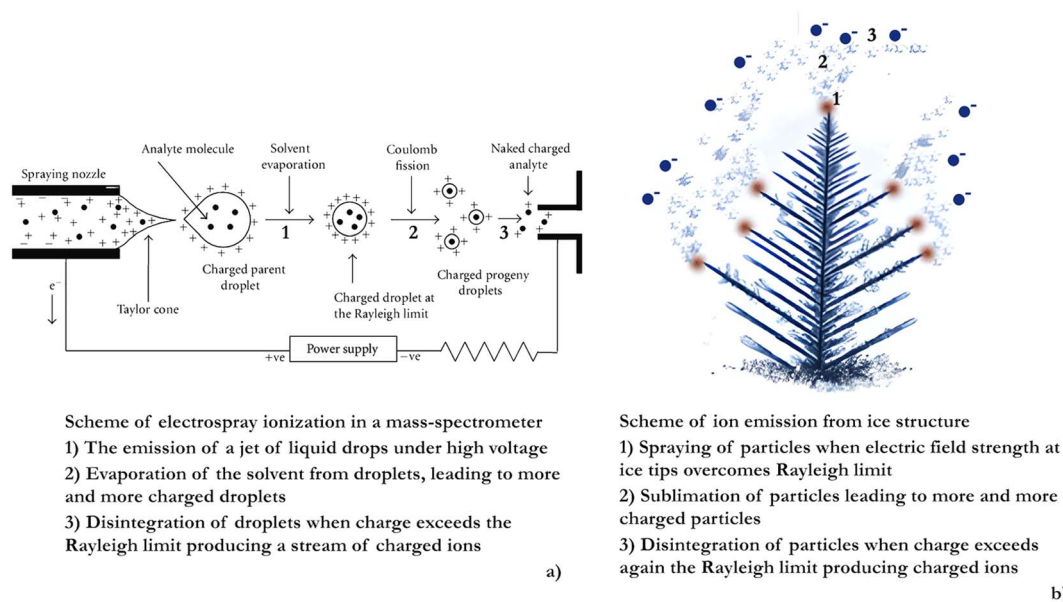 Spraying nozzle
Analyte molecule
Solvent
evaporation
Coulomb
fission
Naked charged
analyte
1
2
3
Charged parent
droplet
Charged droplet at
the Rayleigh limit
Charged progeny
droplets
Taylor cone
e⁻
+ve
Power supply
−ve
Scheme of electrospray ionization in a mass-spectrometer
1) The emission of a jet of liquid drops under high voltage
2) Evaporation of the solvent from droplets, leading to more
and more charged droplets
3) Disintegration of droplets when charge exceeds the
Rayleigh limit producing a stream of charged ions
a)
3
2
1
Scheme of ion emission from ice structure
1) Spraying of particles when electric field strength at
ice tips overcomes Rayleigh limit
2) Sublimation of particles leading to more and more
charged particles
3) Disintegration of particles when charge exceeds
again the Rayleigh limit producing charged ions
b